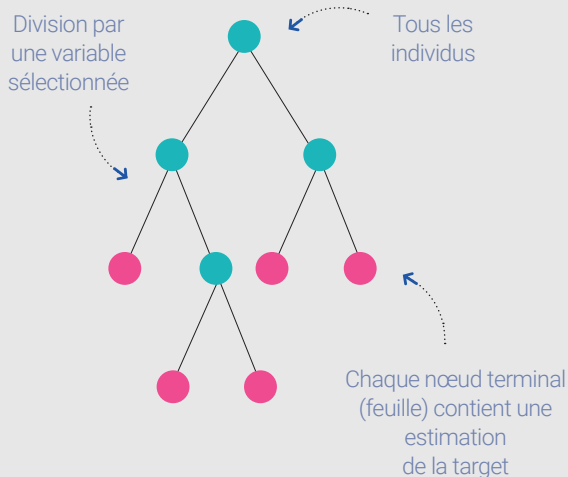 Division par
une variable
sélectionnée
Tous les
individus
Chaque nœud terminal
(feuille) contient une
estimation
de la target